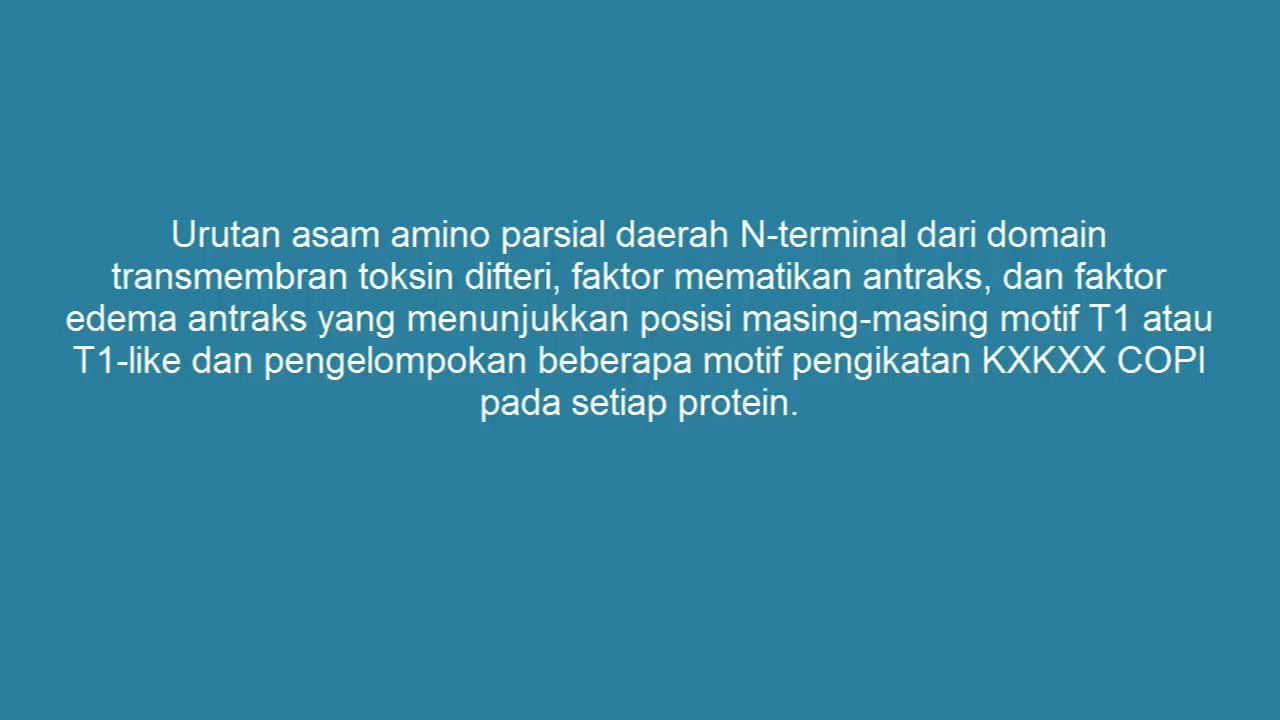 Urutan asam amino parsial daerah N-terminal dari domain
transmembran toksin difteri, faktor mematikan antraks, dan faktor
edema antraks yang menunjukkan posisi masing-masing motif T1 atau
T1-like dan pengelompokan beberapa motif pengikatan KXKXX COPI
pada setiap protein.